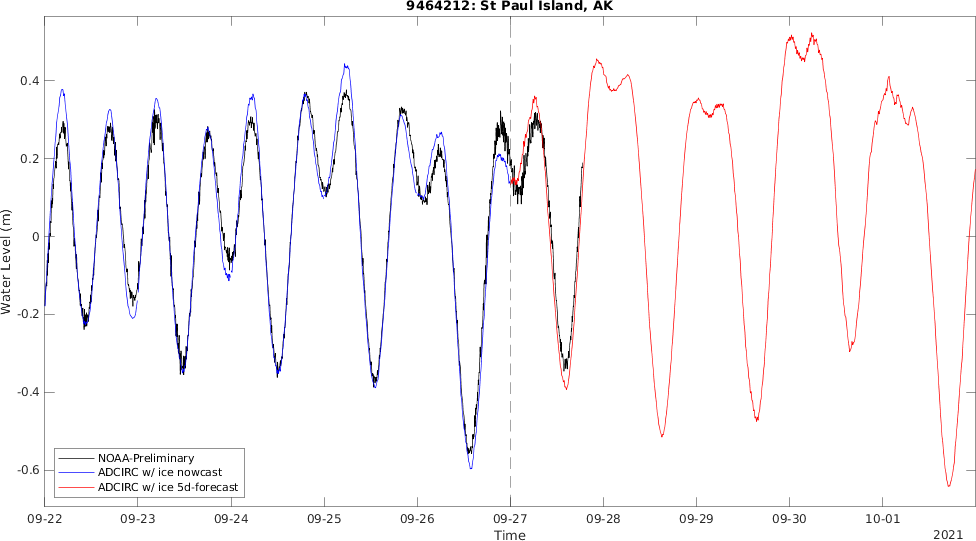 9464212: St Paul Island, AK
Water Level (m)
0.4
0.2
0
-0.2
-0.4
-0.6
NOAA-Preliminary
ADCIRC w/ ice nowcast
ADCIRC w/ ice 5d-forecast
09-22 09-23 09-24 09-25 09-26 09-27 09-28 09-29 09-30 10-01
Time
2021